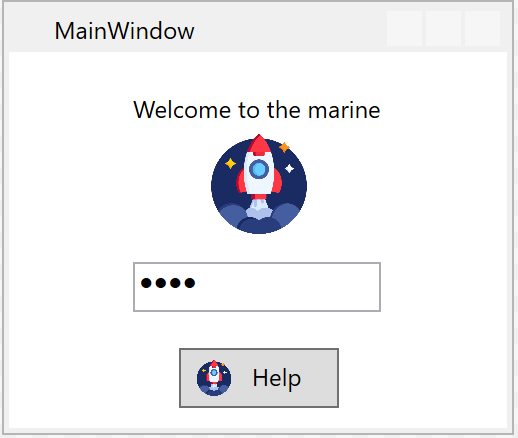 MainWindow
Welcome to the marine
••••
Help